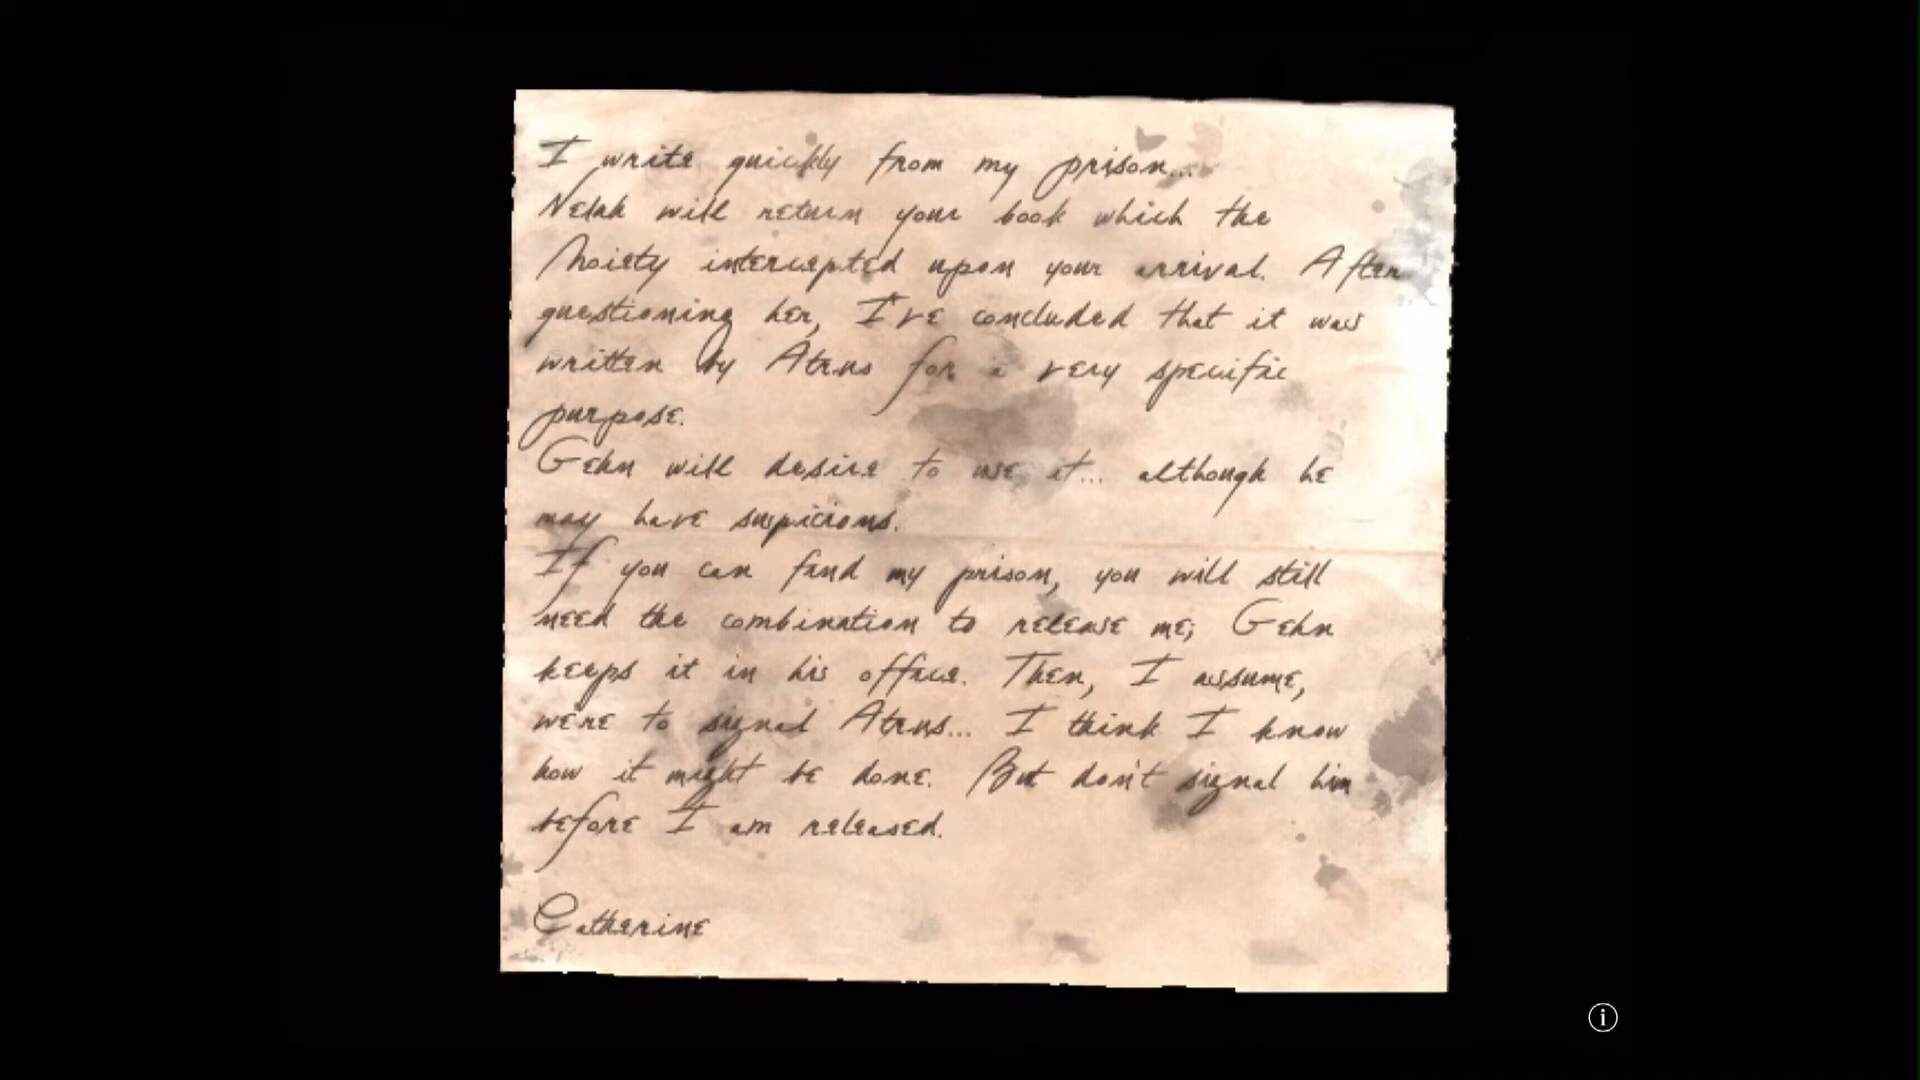 I write quickly from my prison...
Nelah will return your book which the
Moiety intercepted upon your arrival. After
questioning her, I've concluded that it was
written by Atrus for a very specific
purpose.
Gehn will desire to use it... although he
may have suspicions.
If you can find my prison, you will still
need the combination to release me; Gehn
keeps it in his office. Then, I assume,
we're to signal Atrus... I think I know
how it might be done. But don't signal him
before I am released.
Catherine